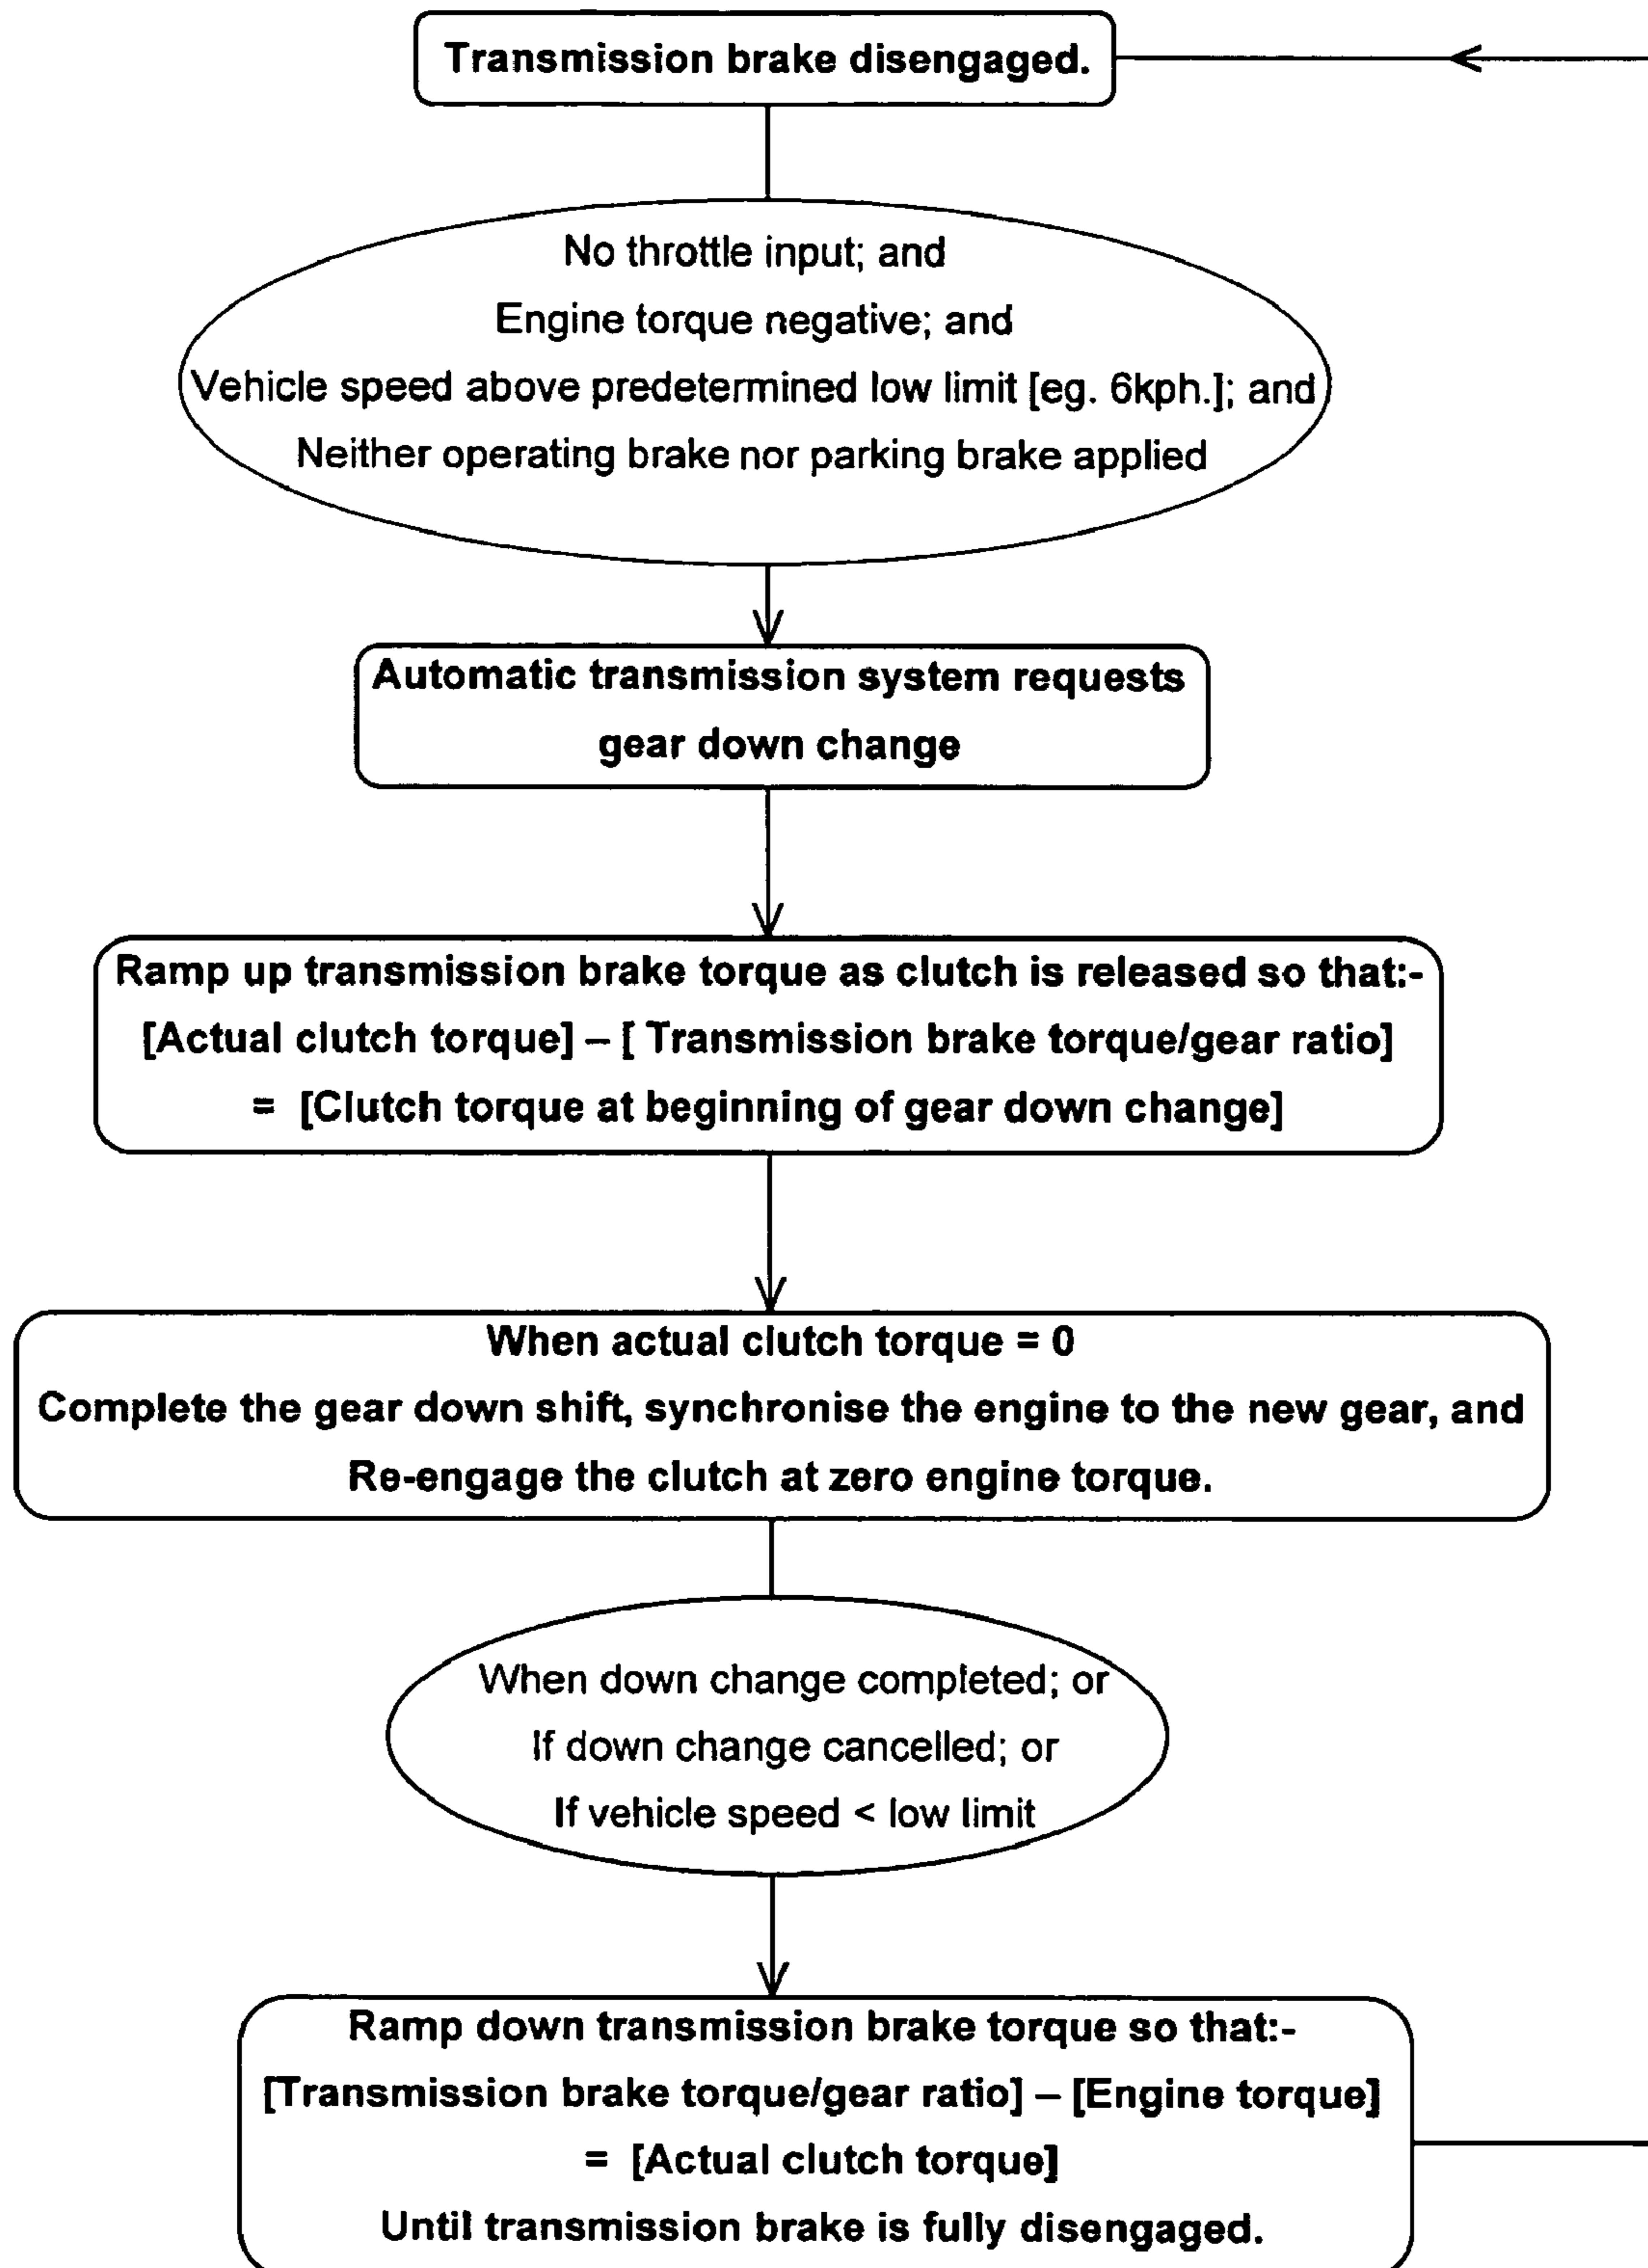 Transmission brake disengaged.
No throttle input; and
Engine torque negative; and
Vehicle speed above predetermined low limit [eg. 6kph.]; and
Neither operating brake nor parking brake applied
Automatic transmission system requests
gear down change
Ramp up transmission brake torque as clutch is released so that:-
[Actual clutch torque] – [ Transmission brake torque/gear ratio]
= [Clutch torque at beginning of gear down change]
When actual clutch torque = 0
Complete the gear down shift, synchronise the engine to the new gear, and
Re-engage the clutch at zero engine torque.
When down change completed; or
If down change cancelled; or
If vehicle speed < low limit
Ramp down transmission brake torque so that:-
[Transmission brake torque/gear ratio] – [Engine torque]
= [Actual clutch torque]
Until transmission brake is fully disengaged.